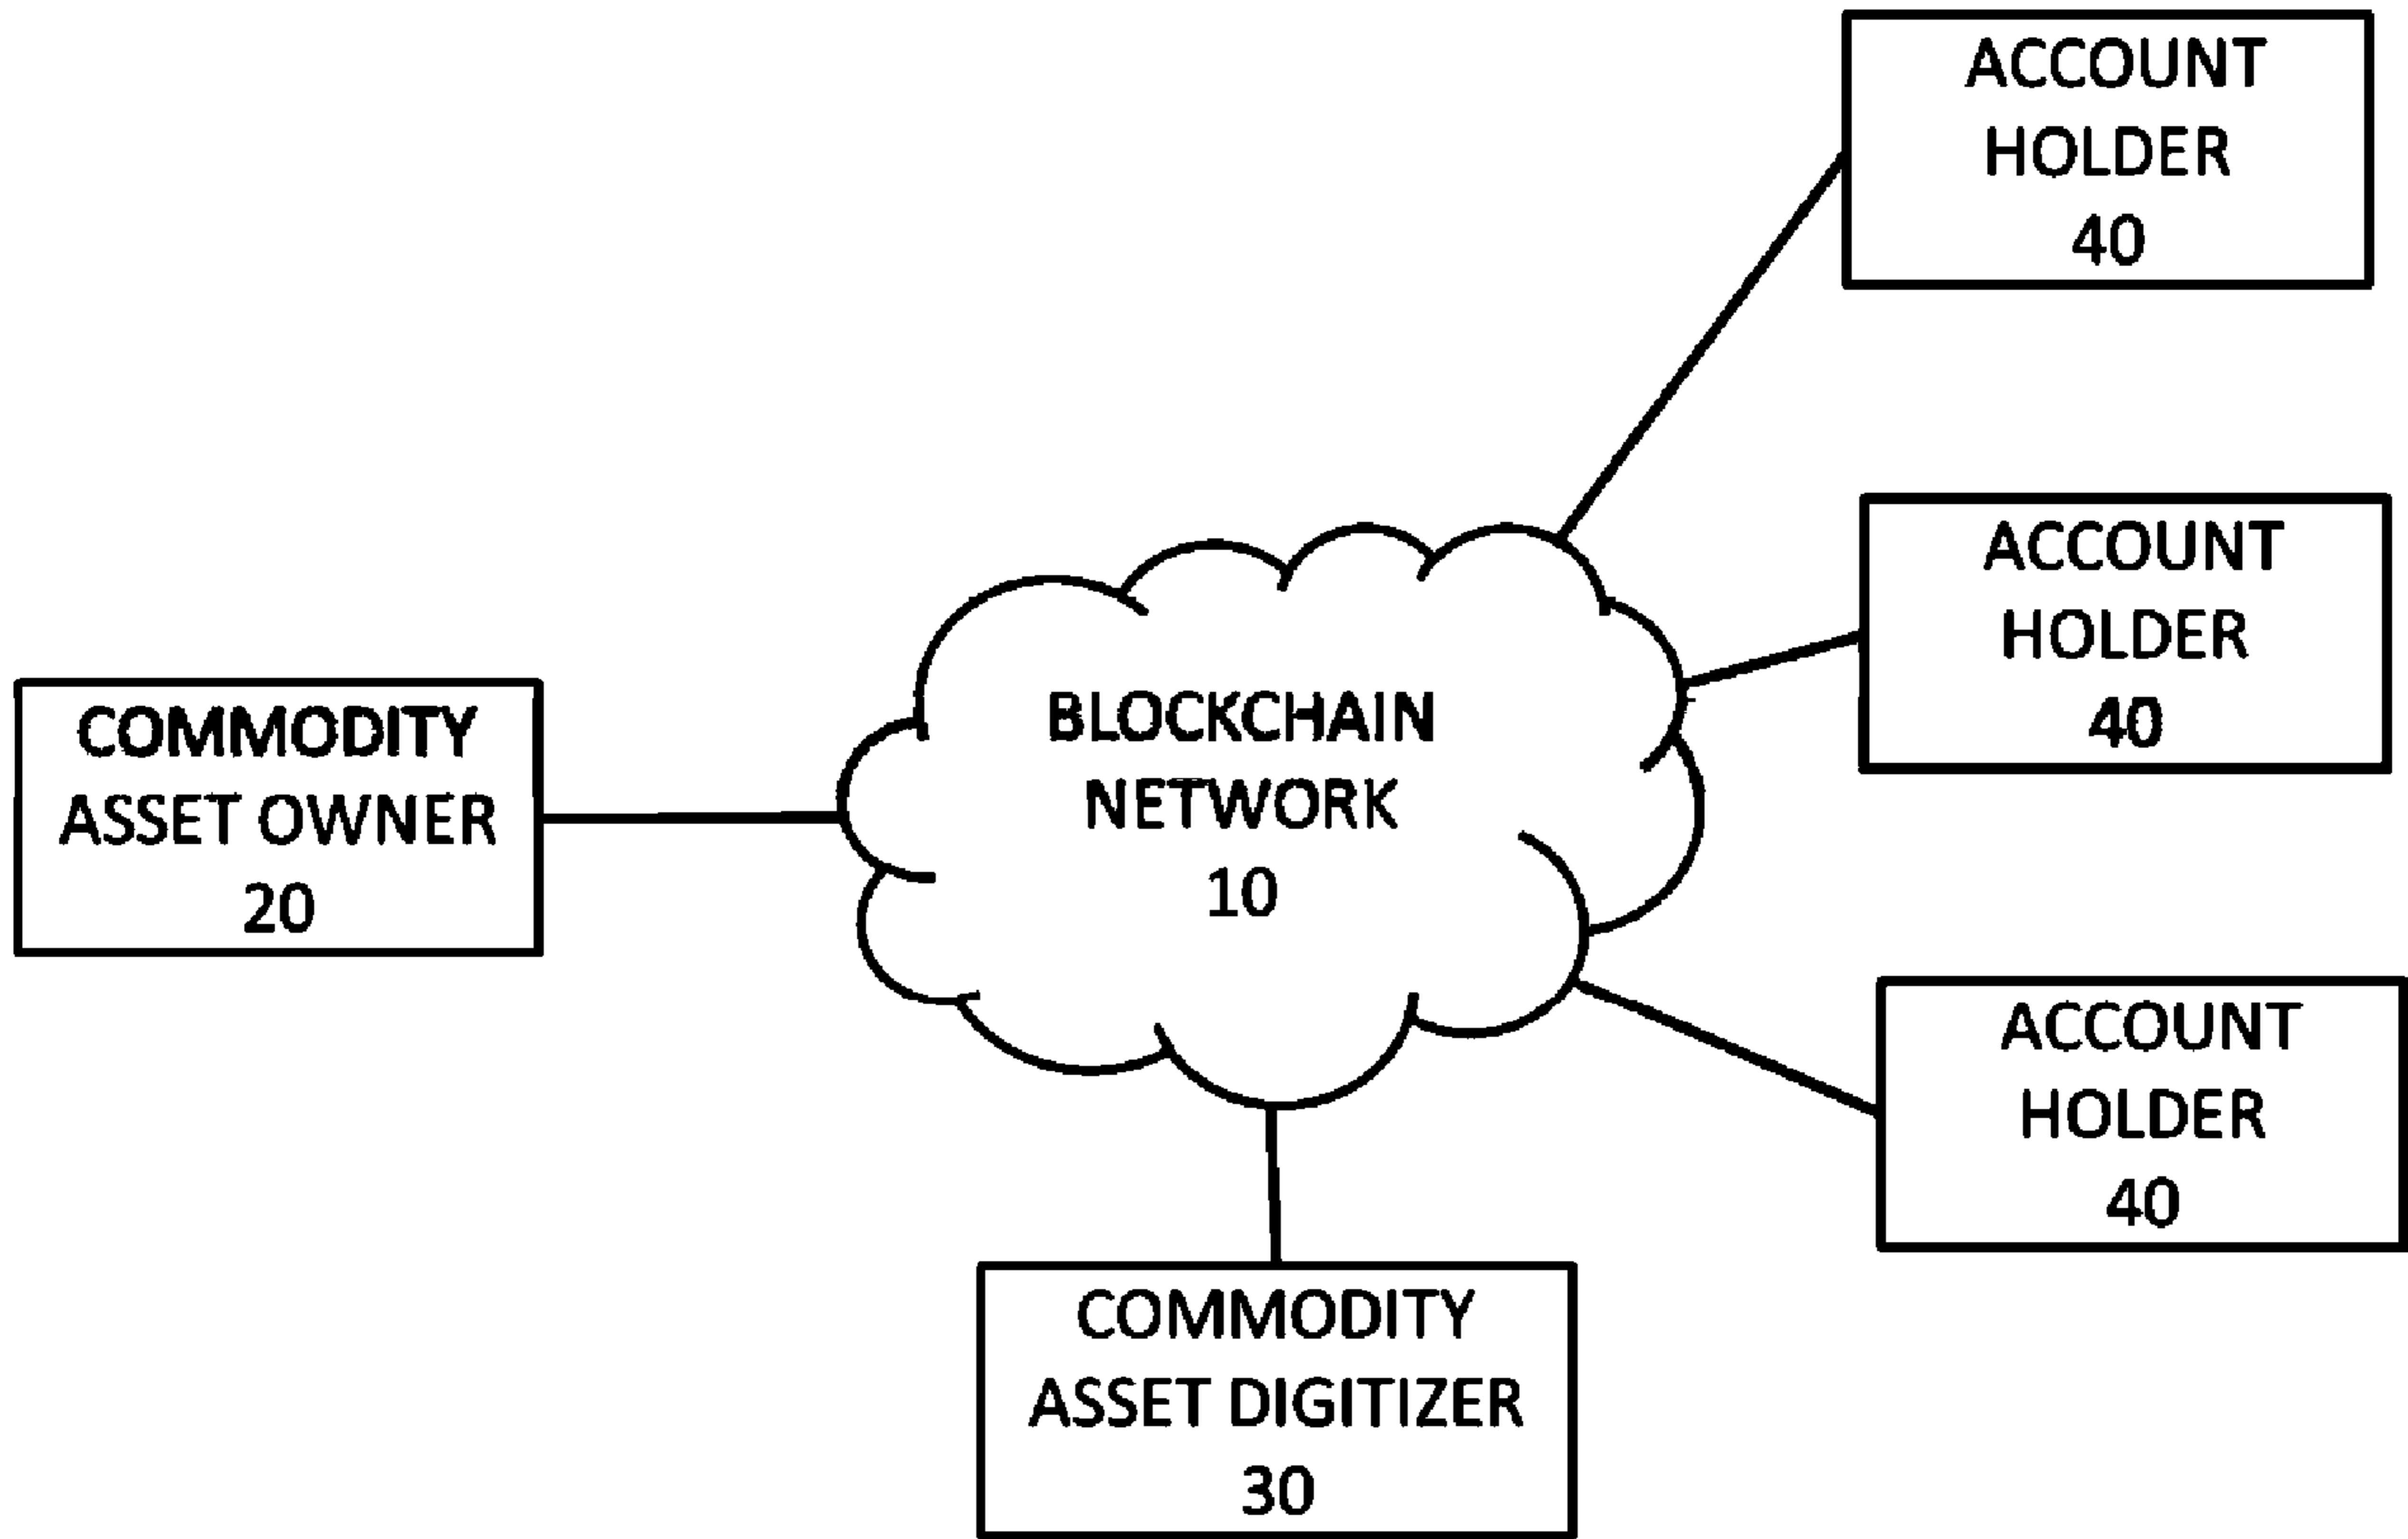 ACCOUNT
HOLDER
40
ACCOUNT
HOLDER
40
COMMODITY
ASSET OWNER
20
BLOCKCHAIN
NETWORK
10
ACCOUNT
HOLDER
40
COMMODITY
ASSET DIGITIZER
30